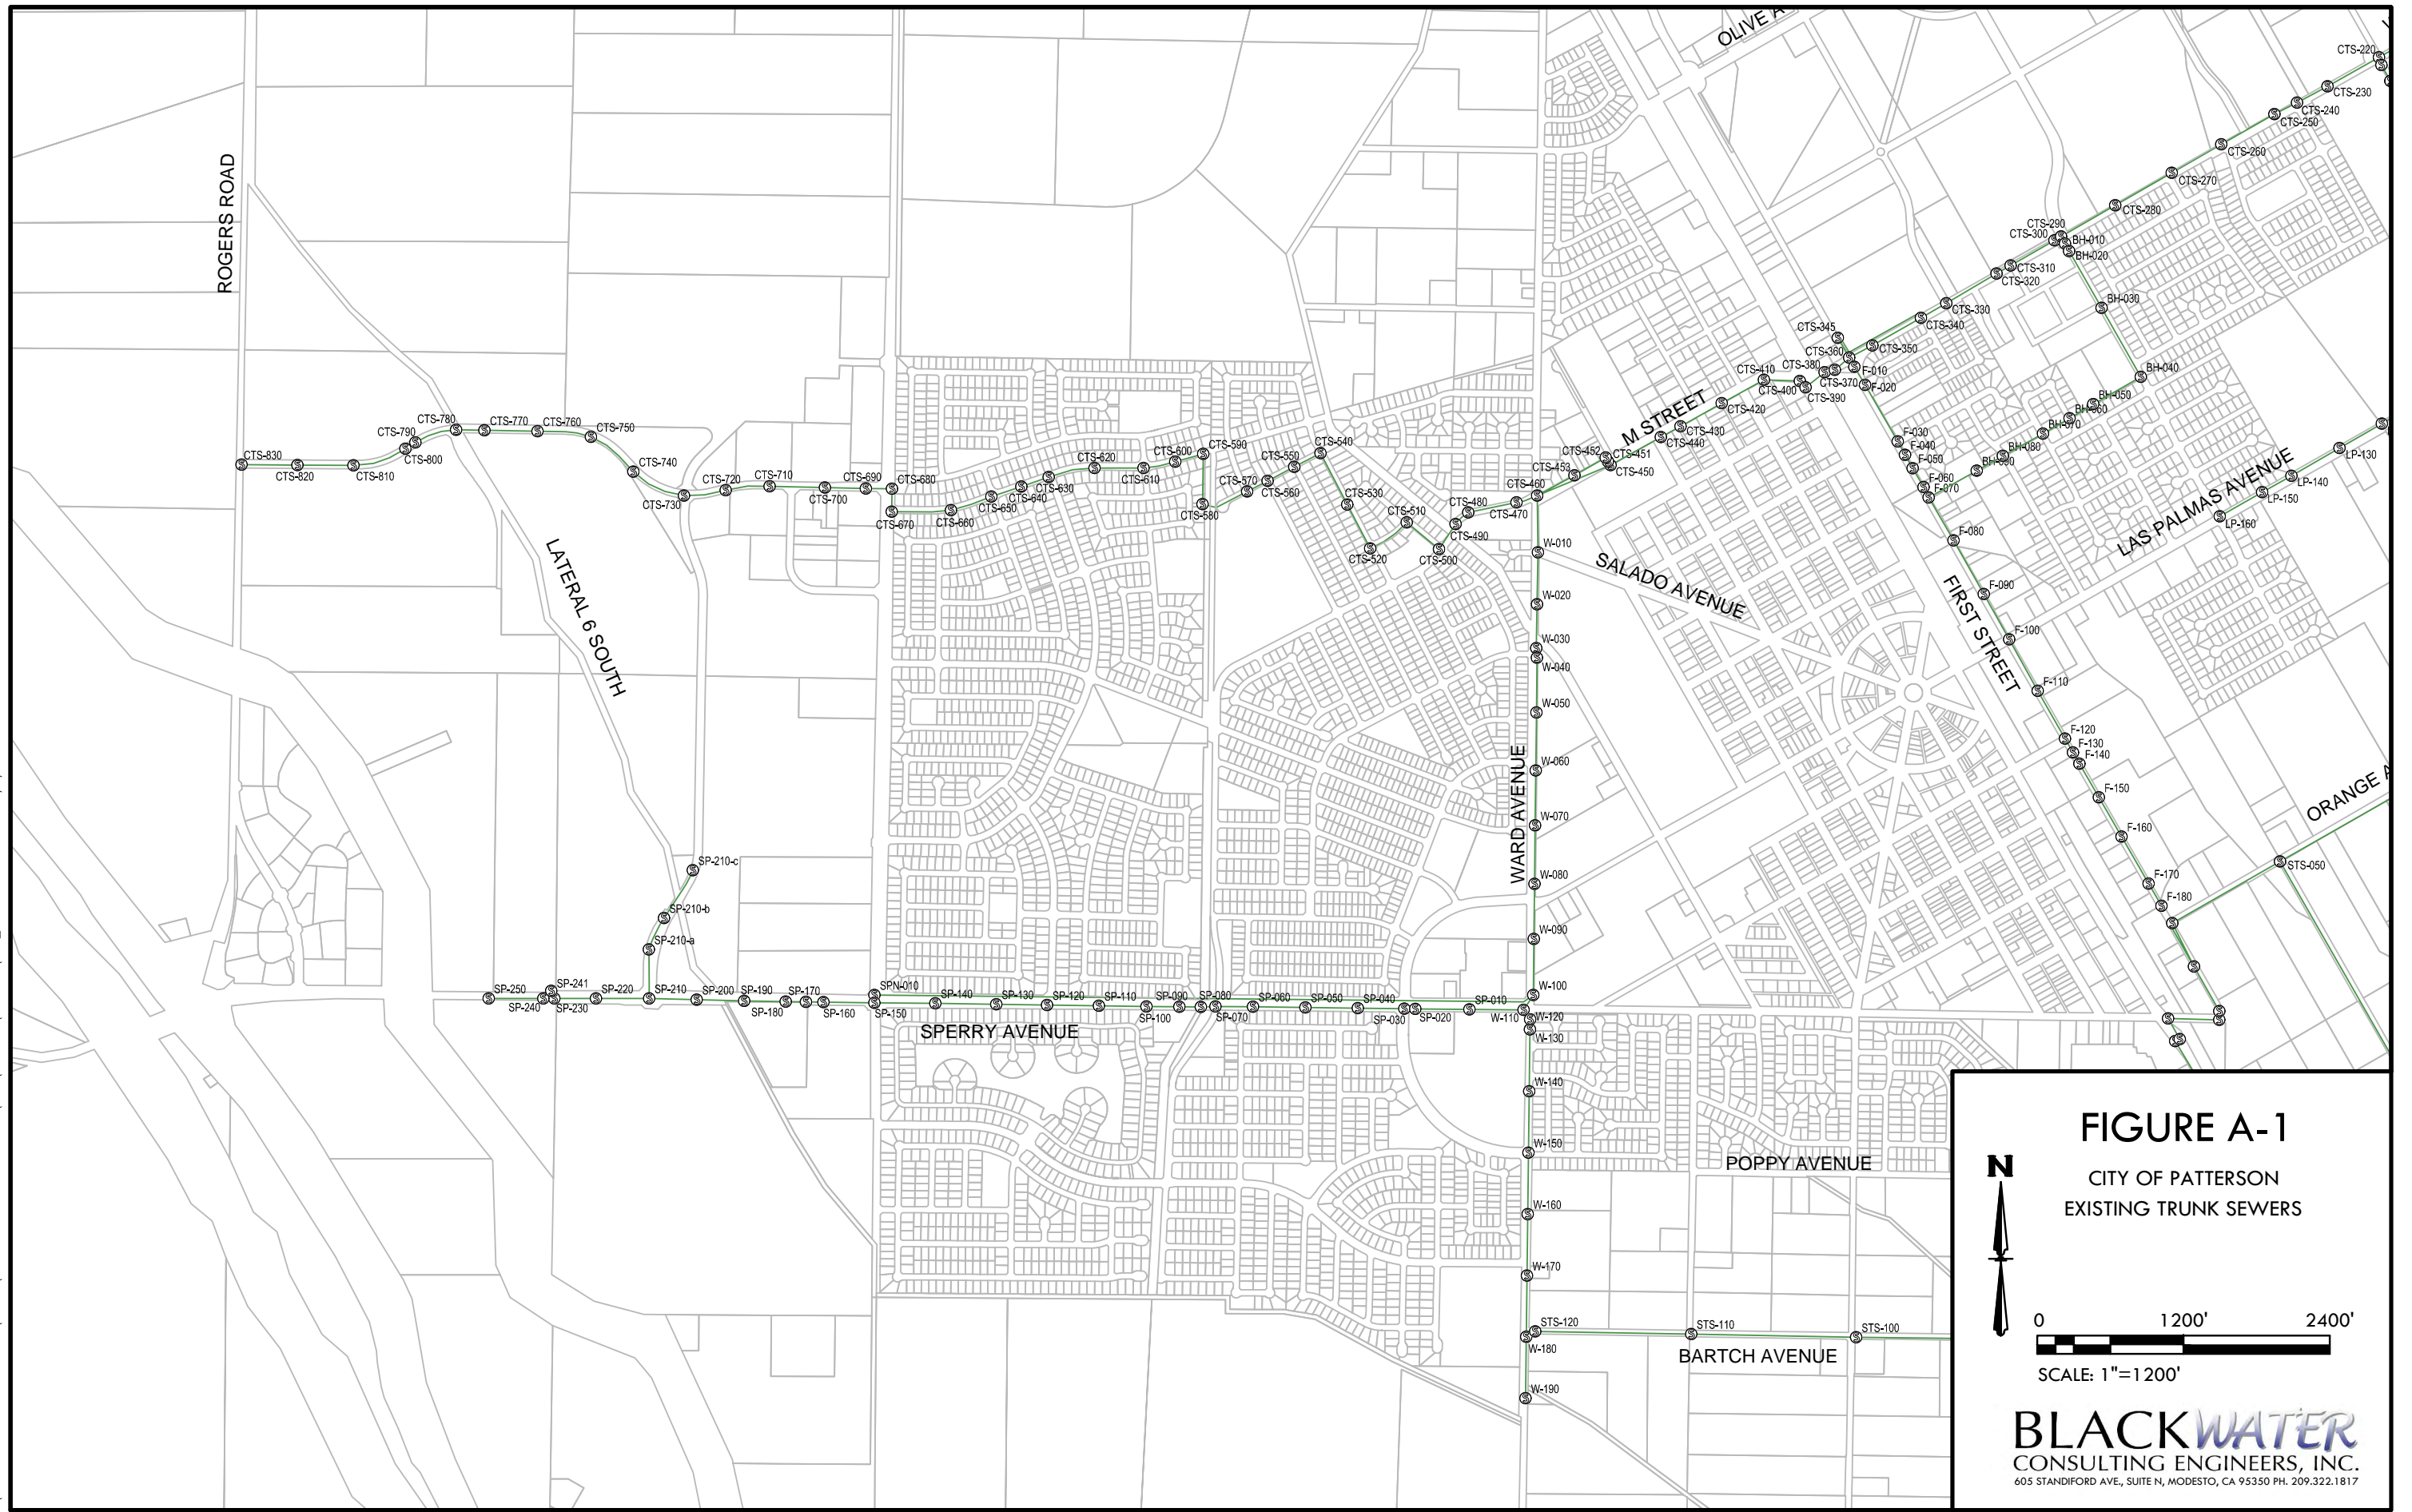 OLIVE A
CTS-220
CTS-230
CTS-240
CTS-250
CTS-260
CTS-270
CTS-280
CTS-290
CTS-300
BH-010
BH-020
CTS-310
CTS-320
BH-030
CTS-330
CTS-340
CTS-345
CTS-350
CTS-360
CTS-380
F-010
CTS-370
F-020
CTS-410
CTS-400
CTS-390
BH-040
BH-050
BH-060
BH-070
BH-080
BH-090
CTS-420
M STREET
CTS-430
CTS-440
CTS-452
CTS-451
CTS-450
CTS-453
CTS-460
CTS-470
CTS-480
CTS-490
CTS-500
CTS-510
CTS-520
CTS-530
CTS-540
CTS-550
CTS-560
CTS-570
CTS-580
CTS-590
CTS-600
CTS-610
CTS-620
CTS-630
CTS-640
CTS-650
CTS-660
CTS-670
CTS-680
CTS-690
CTS-700
CTS-710
CTS-720
CTS-730
CTS-740
CTS-750
CTS-760
CTS-770
CTS-780
CTS-790
CTS-800
CTS-810
CTS-820
CTS-830
ROGERS ROAD
LATERAL 6 SOUTH
F-030
F-040
F-050
F-060
F-070
F-080
F-090
F-100
F-110
F-120
F-130
F-140
F-150
F-160
F-170
F-180
FIRST STREET
LP-130
LP-140
LP-150
LP-160
LAS PALMAS AVENUE
SALADO AVENUE
ORANGE A
STS-050
W-010
W-020
W-030
W-040
W-050
W-060
W-070
W-080
W-090
W-100
WARD AVENUE
SP-210-c
SP-210-b
SP-210-a
SP-250
SP-241
SP-240
SP-230
SP-220
SP-210
SP-200
SP-190
SP-180
SP-170
SP-160
SPN-010
SP-150
SP-140
SP-130
SP-120
SP-110
SP-100
SP-090
SP-080
SP-070
SP-060
SP-050
SP-040
SP-030
SP-020
SP-010
SPERRY AVENUE
W-110
W-120
W-130
W-140
W-150
W-160
W-170
W-180
W-190
POPPY AVENUE
STS-120
STS-110
STS-100
BARTCH AVENUE
FIGURE A-1
CITY OF PATTERSON
EXISTING TRUNK SEWERS
N
0 1200' 2400'
SCALE: 1"=1200'
BLACKWATER
CONSULTING ENGINEERS, INC.
605 STANDIFORD AVE., SUITE N, MODESTO, CA 95350 PH. 209.322.1817